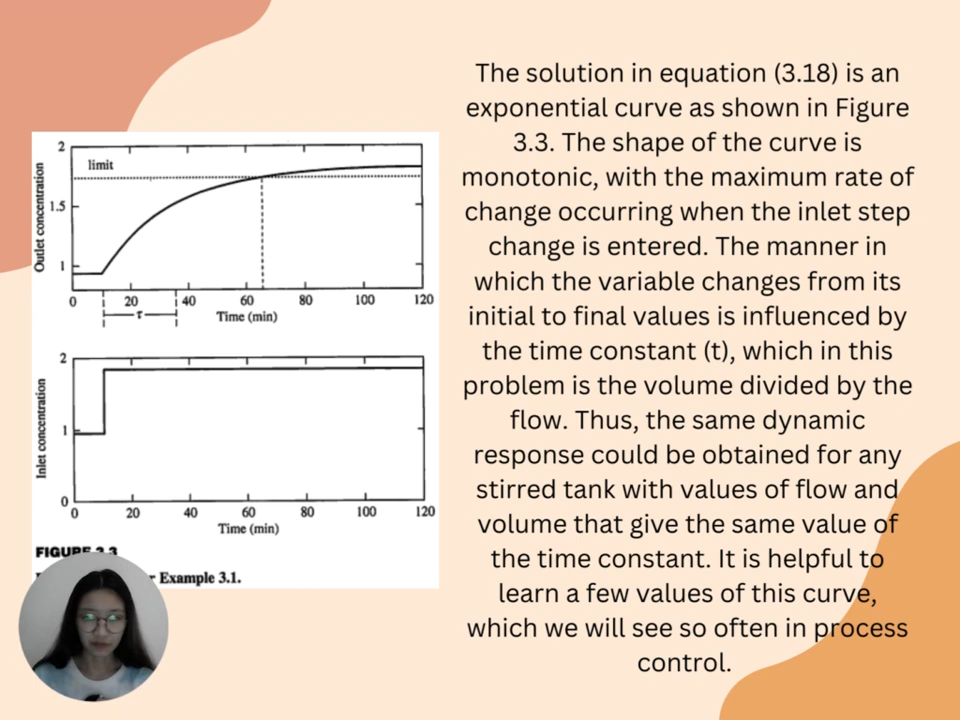 The solution in equation (3.18) is an
exponential curve as shown in Figure
3.3. The shape of the curve is
monotonic, with the maximum rate of
change occurring when the inlet step
change is entered. The manner in
which the variable changes from its
initial to final values is influenced by
the time constant (t), which in this
problem is the volume divided by the
flow. Thus, the same dynamic
response could be obtained for any
stirred tank with values of flow and
volume that give the same value of
the time constant. It is helpful to
learn a few values of this curve,
which we will see so often in process
control.
Outlet concentration
2
1.5
1
limit
0 20 40 60 80 100 120
τ
Time (min)
Inlet concentration
2
1
0
0 20 40 60 80 100 120
Time (min)
FIGURE 3.3
Example 3.1.